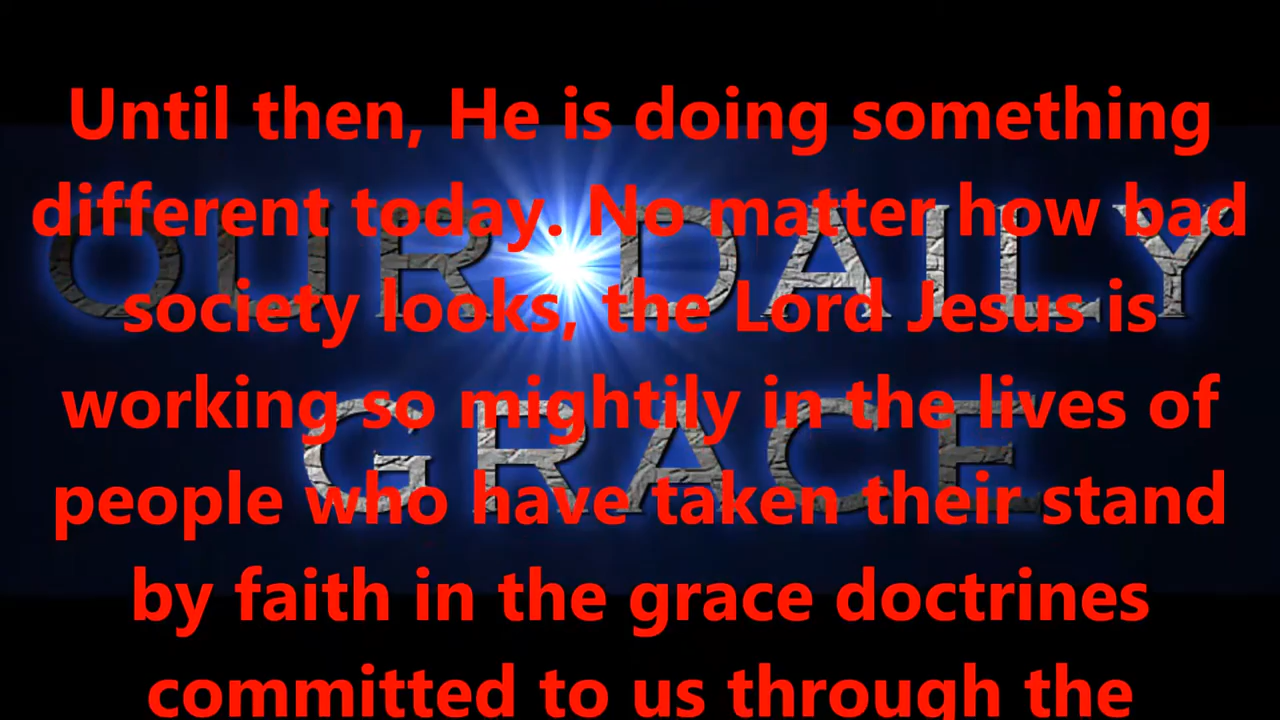 Until then, He is doing something
different today. No matter how bad
society looks, the Lord Jesus is
working so mightily in the lives of
people who have taken their stand
by faith in the grace doctrines
committed to us through the
OUR DAILY
GRACE